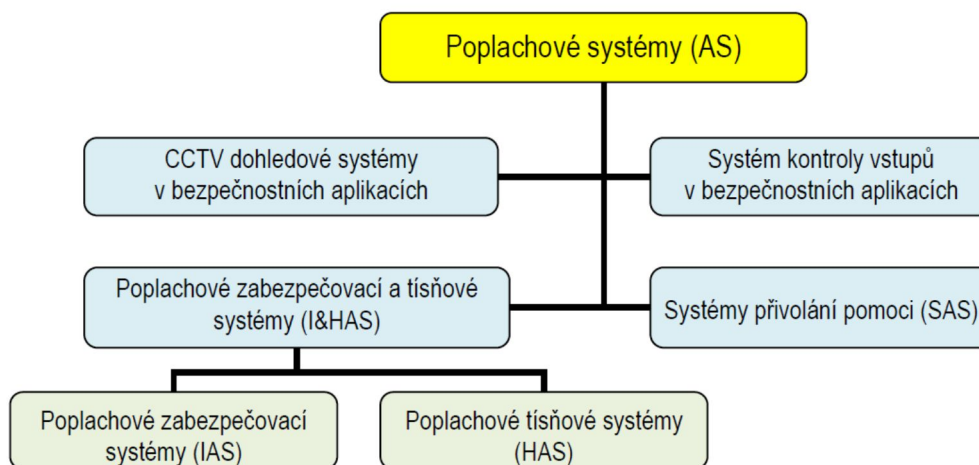 Poplachové systémy (AS)
CCTV dohledové systémy
v bezpečnostních aplikacích
Systém kontroly vstupů
v bezpečnostních aplikacích
Poplachové zabezpečovací a tísňové
systémy (I&HAS)
Systémy přivolání pomoci (SAS)
Poplachové zabezpečovací
systémy (IAS)
Poplachové tísňové systémy
(HAS)